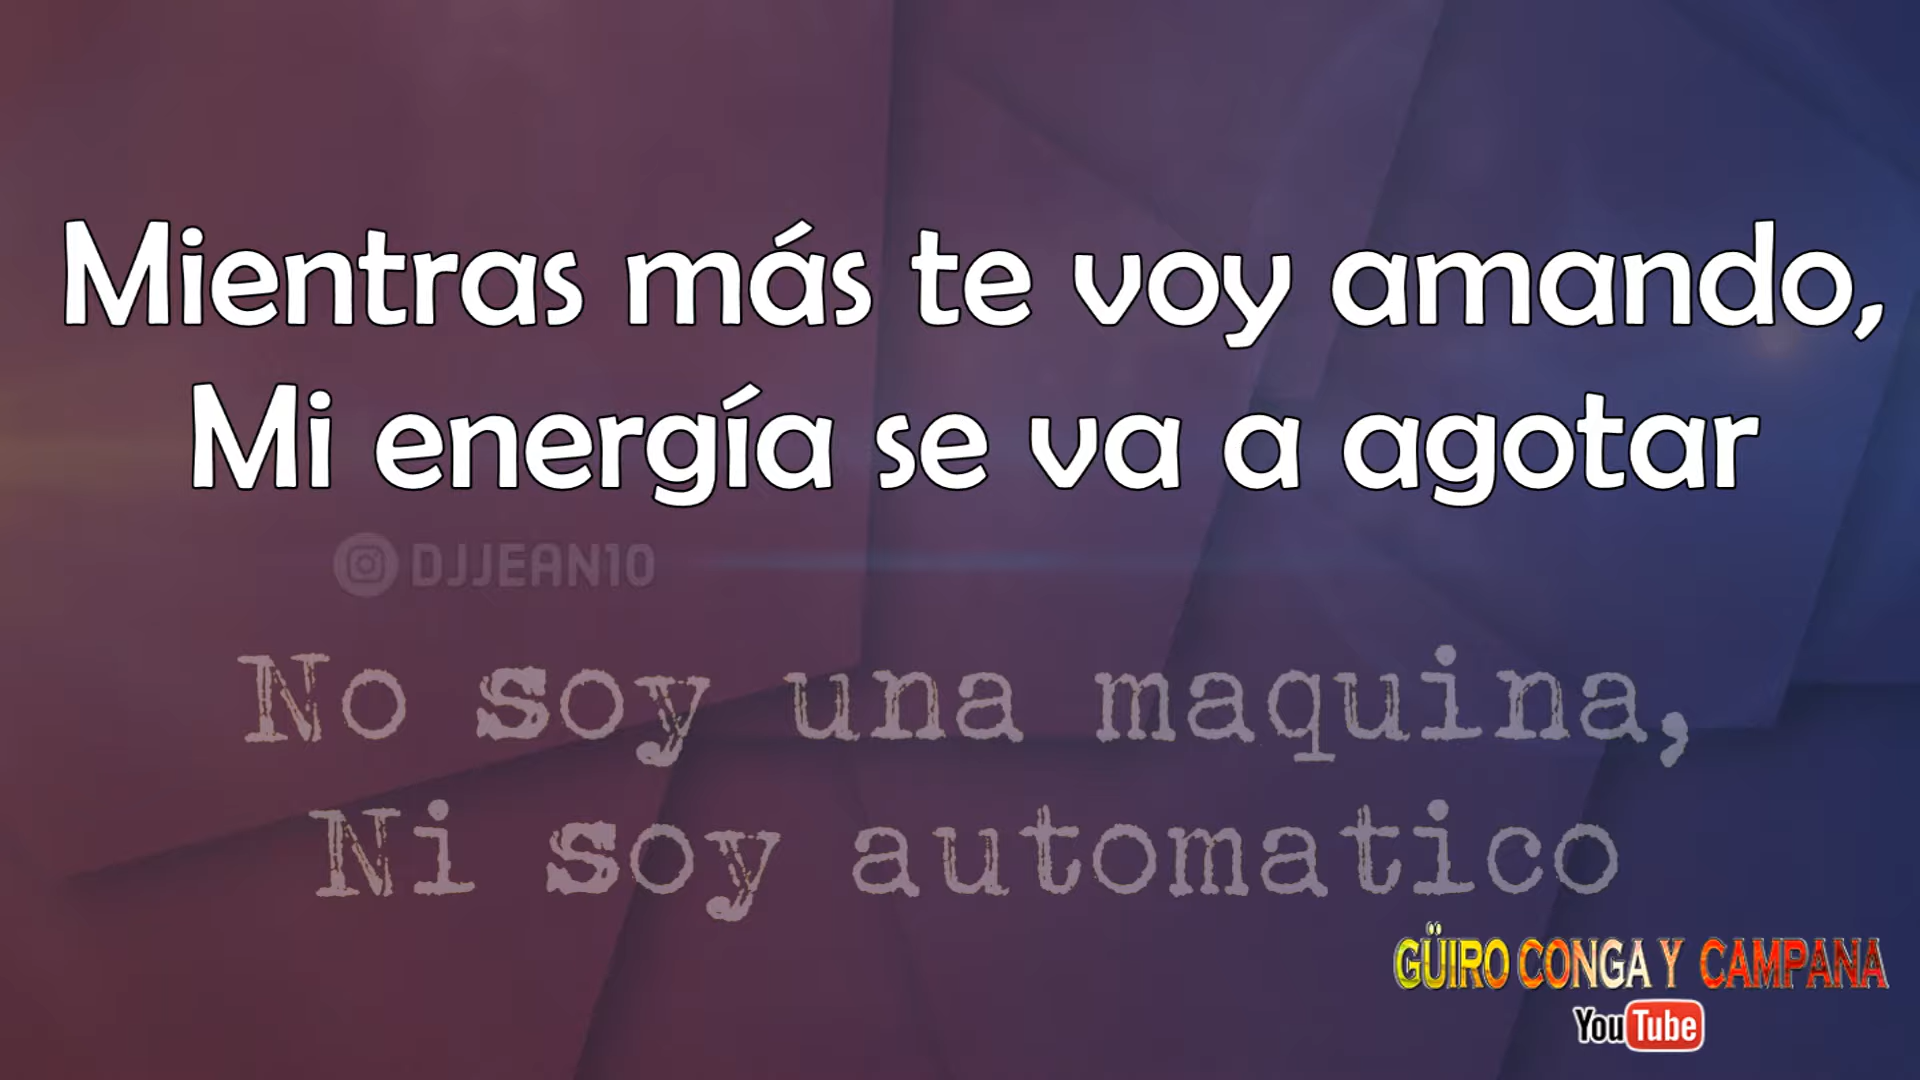 Mientras más te voy amando,
Mi energía se va a agotar
DJJEAN10
No soy una maquina,
Ni soy automatico
GÜIRO CONGA Y CAMPANA
YouTube